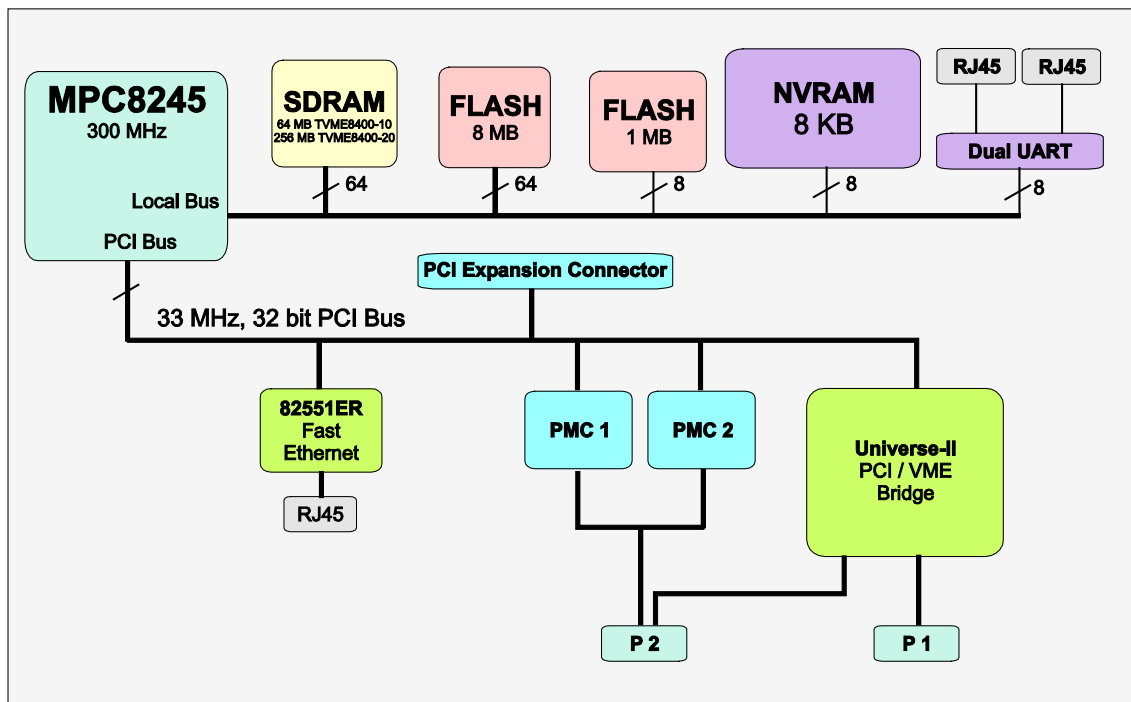 MPC8245
300 MHz
Local Bus
PCI Bus
SDRAM
64 MB TVME8400-10
256 MB TVME8400-20
64
FLASH
8 MB
64
FLASH
1 MB
8
NVRAM
8 KB
8
RJ45
RJ45
Dual UART
8
PCI Expansion Connector
33 MHz, 32 bit PCI Bus
82551ER
Fast
Ethernet
RJ45
PMC 1
PMC 2
Universe-II
PCI / VME
Bridge
P 2
P 1